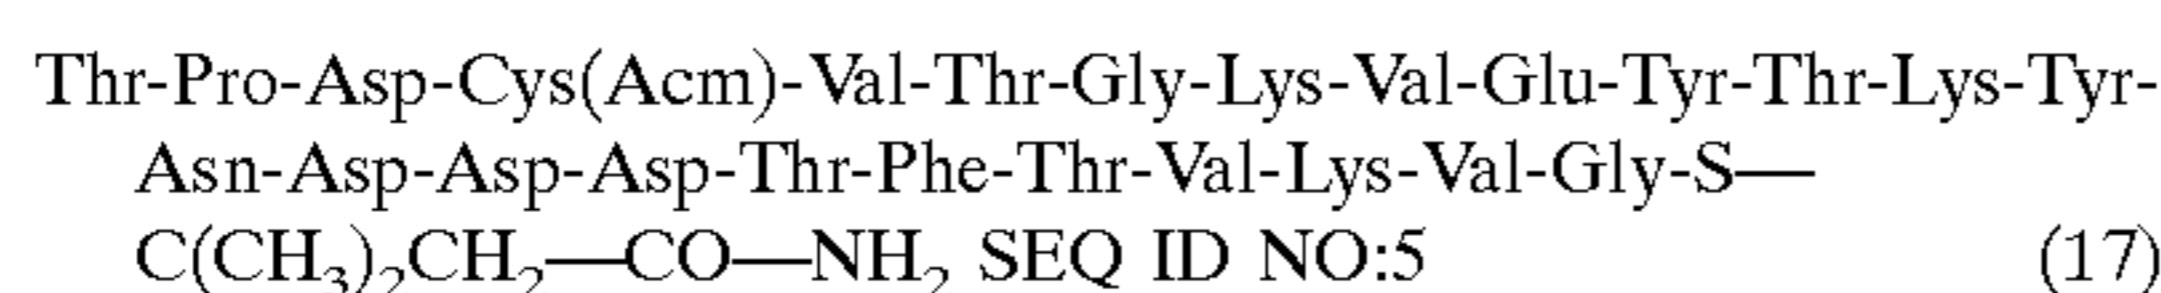 Thr-Pro-Asp-Cys(Acm)-Val-Thr-Gly-Lys-Val-Glu-Tyr-Thr-Lys-Tyr-
Asn-Asp-Asp-Asp-Thr-Phe-Thr-Val-Lys-Val-Gly-S—
C(CH₃)₂CH₂—CO—NH₂ SEQ ID NO:5 (17)